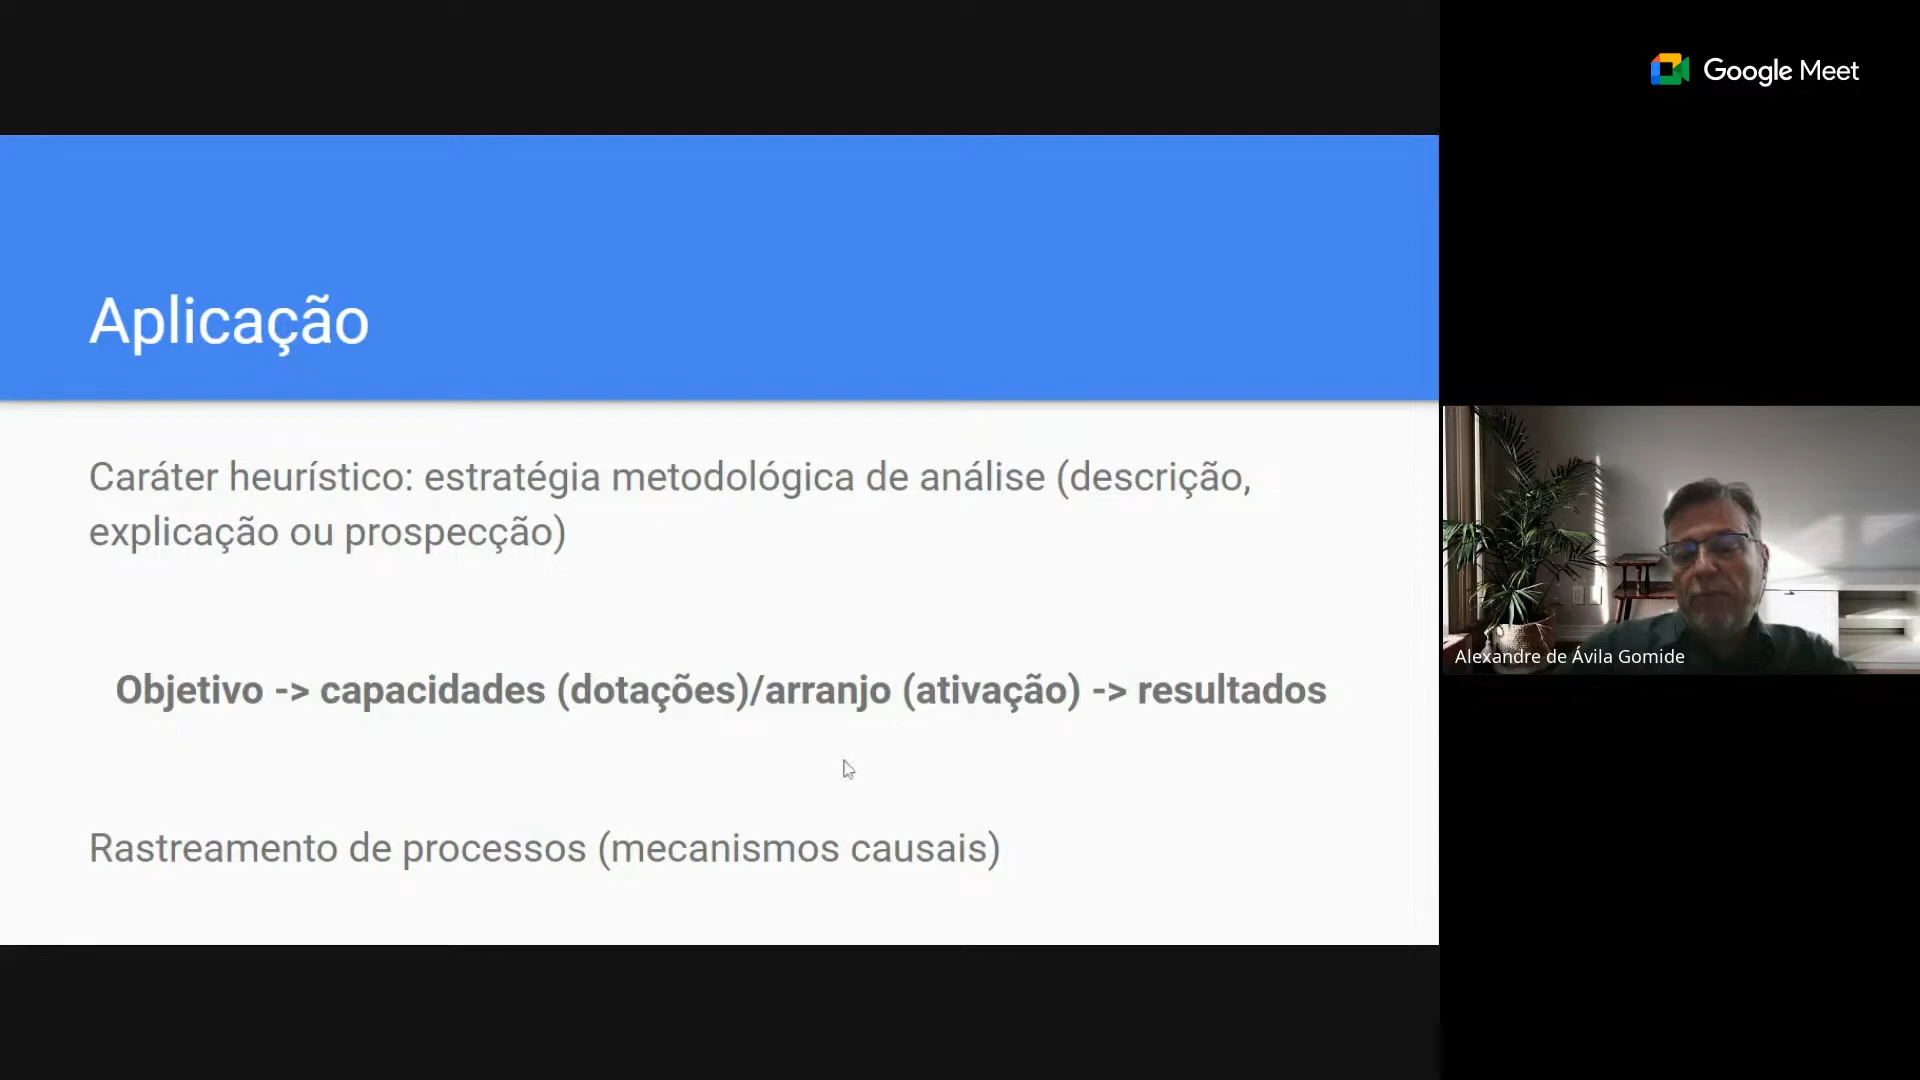 Google Meet
Aplicação
Caráter heurístico: estratégia metodológica de análise (descrição,
explicação ou prospecção)
Objetivo -> capacidades (dotações)/arranjo (ativação) -> resultados
Rastreamento de processos (mecanismos causais)
Alexandre de Ávila Gomide